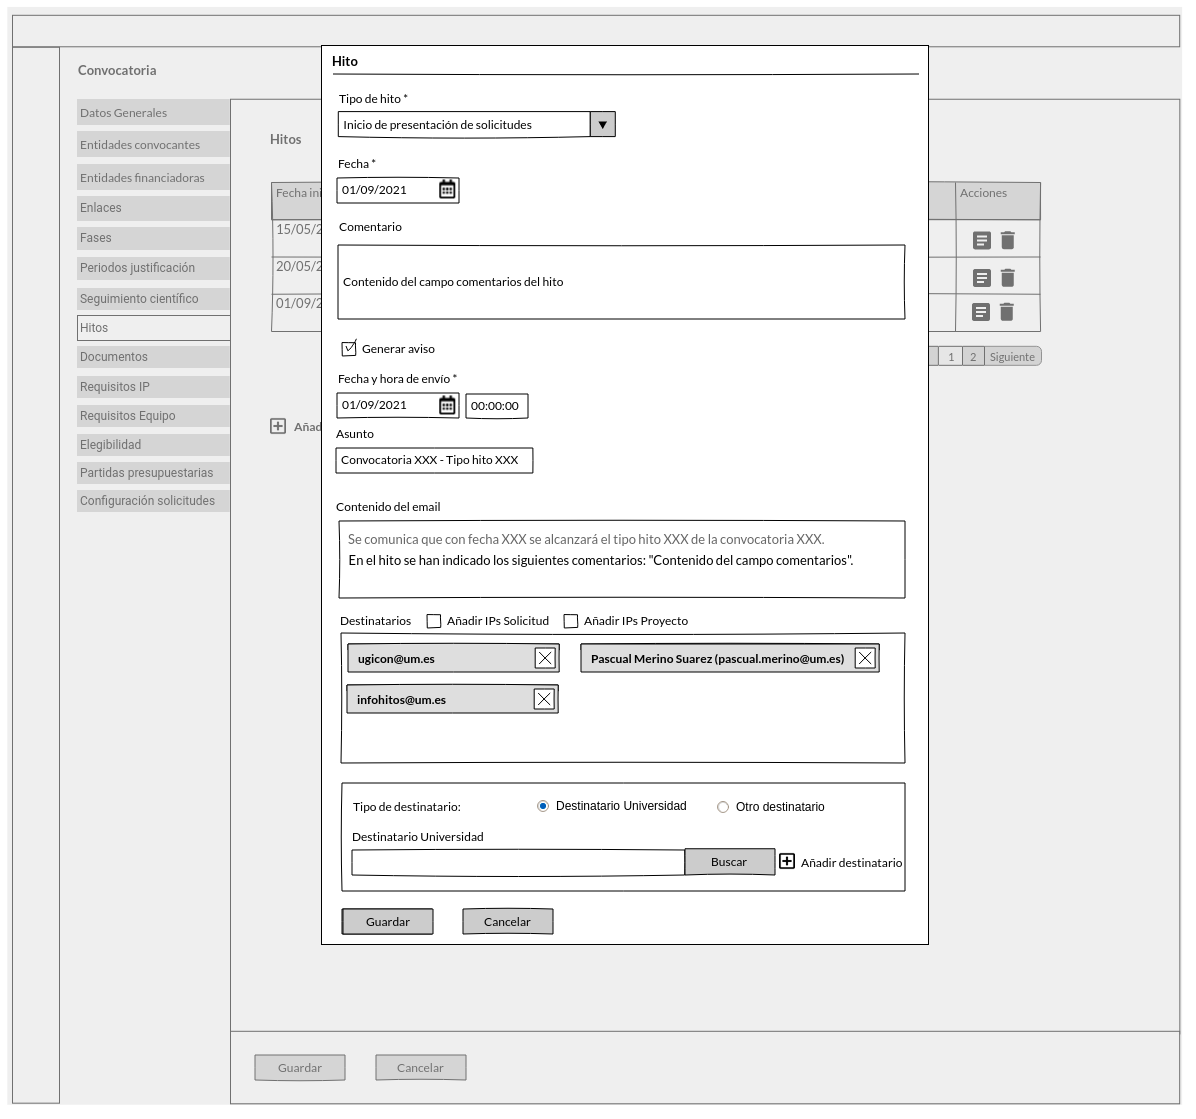 Convocatoria
Datos Generales
Entidades convocantes
Entidades financiadoras
Enlaces
Fases
Periodos justificación
Seguimiento científico
Hitos
Documentos
Requisitos IP
Requisitos Equipo
Elegibilidad
Partidas presupuestarias
Configuración solicitudes
Hitos
Fecha ini
Acciones
15/05/2
20/05/2
01/09/2
1 2 Siguiente
Añad
Hito
Tipo de hito *
Inicio de presentación de solicitudes
Fecha *
01/09/2021
Comentario
Contenido del campo comentarios del hito
Generar aviso
Fecha y hora de envío *
01/09/2021 00:00:00
Asunto
Convocatoria XXX - Tipo hito XXX
Contenido del email
Se comunica que con fecha XXX se alcanzará el tipo hito XXX de la convocatoria XXX.
En el hito se han indicado los siguientes comentarios: "Contenido del campo comentarios".
Destinatarios Añadir IPs Solicitud Añadir IPs Proyecto
ugicon@um.es Pascual Merino Suarez (pascual.merino@um.es)
infohitos@um.es
Tipo de destinatario: Destinatario Universidad Otro destinatario
Destinatario Universidad
Buscar Añadir destinatario
Guardar Cancelar
Guardar Cancelar